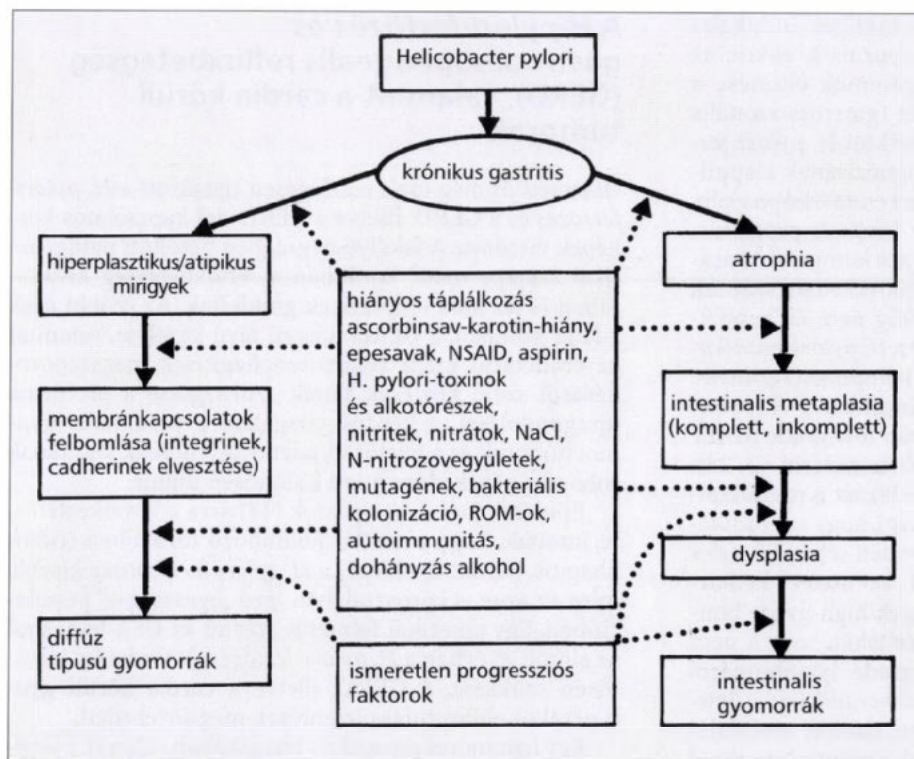 Helicobacter pylori
krónikus gastritis
hiperplasztikus/atipikus
mirigyek
atrophia
hiányos táplálkozás
ascorbinsav-karotin-hiány,
epesavak, NSAID, aspirin,
H. pylori-toxinok
és alkotórészek,
nitritek, nitrátok, NaCl,
N-nitrozovegyületek,
mutagének, bakteriális
kolonizáció, ROM-ok,
autoimmunitás,
dohányzás alkohol
membránkapcsolatok
felbomlása (integrinek,
cadherinek elvesztése)
intestinalis metaplasia
(komplett, inkomplett)
dysplasia
diffúz
típusú gyomorrák
ismeretlen progressziós
faktorok
intestinalis
gyomorrák